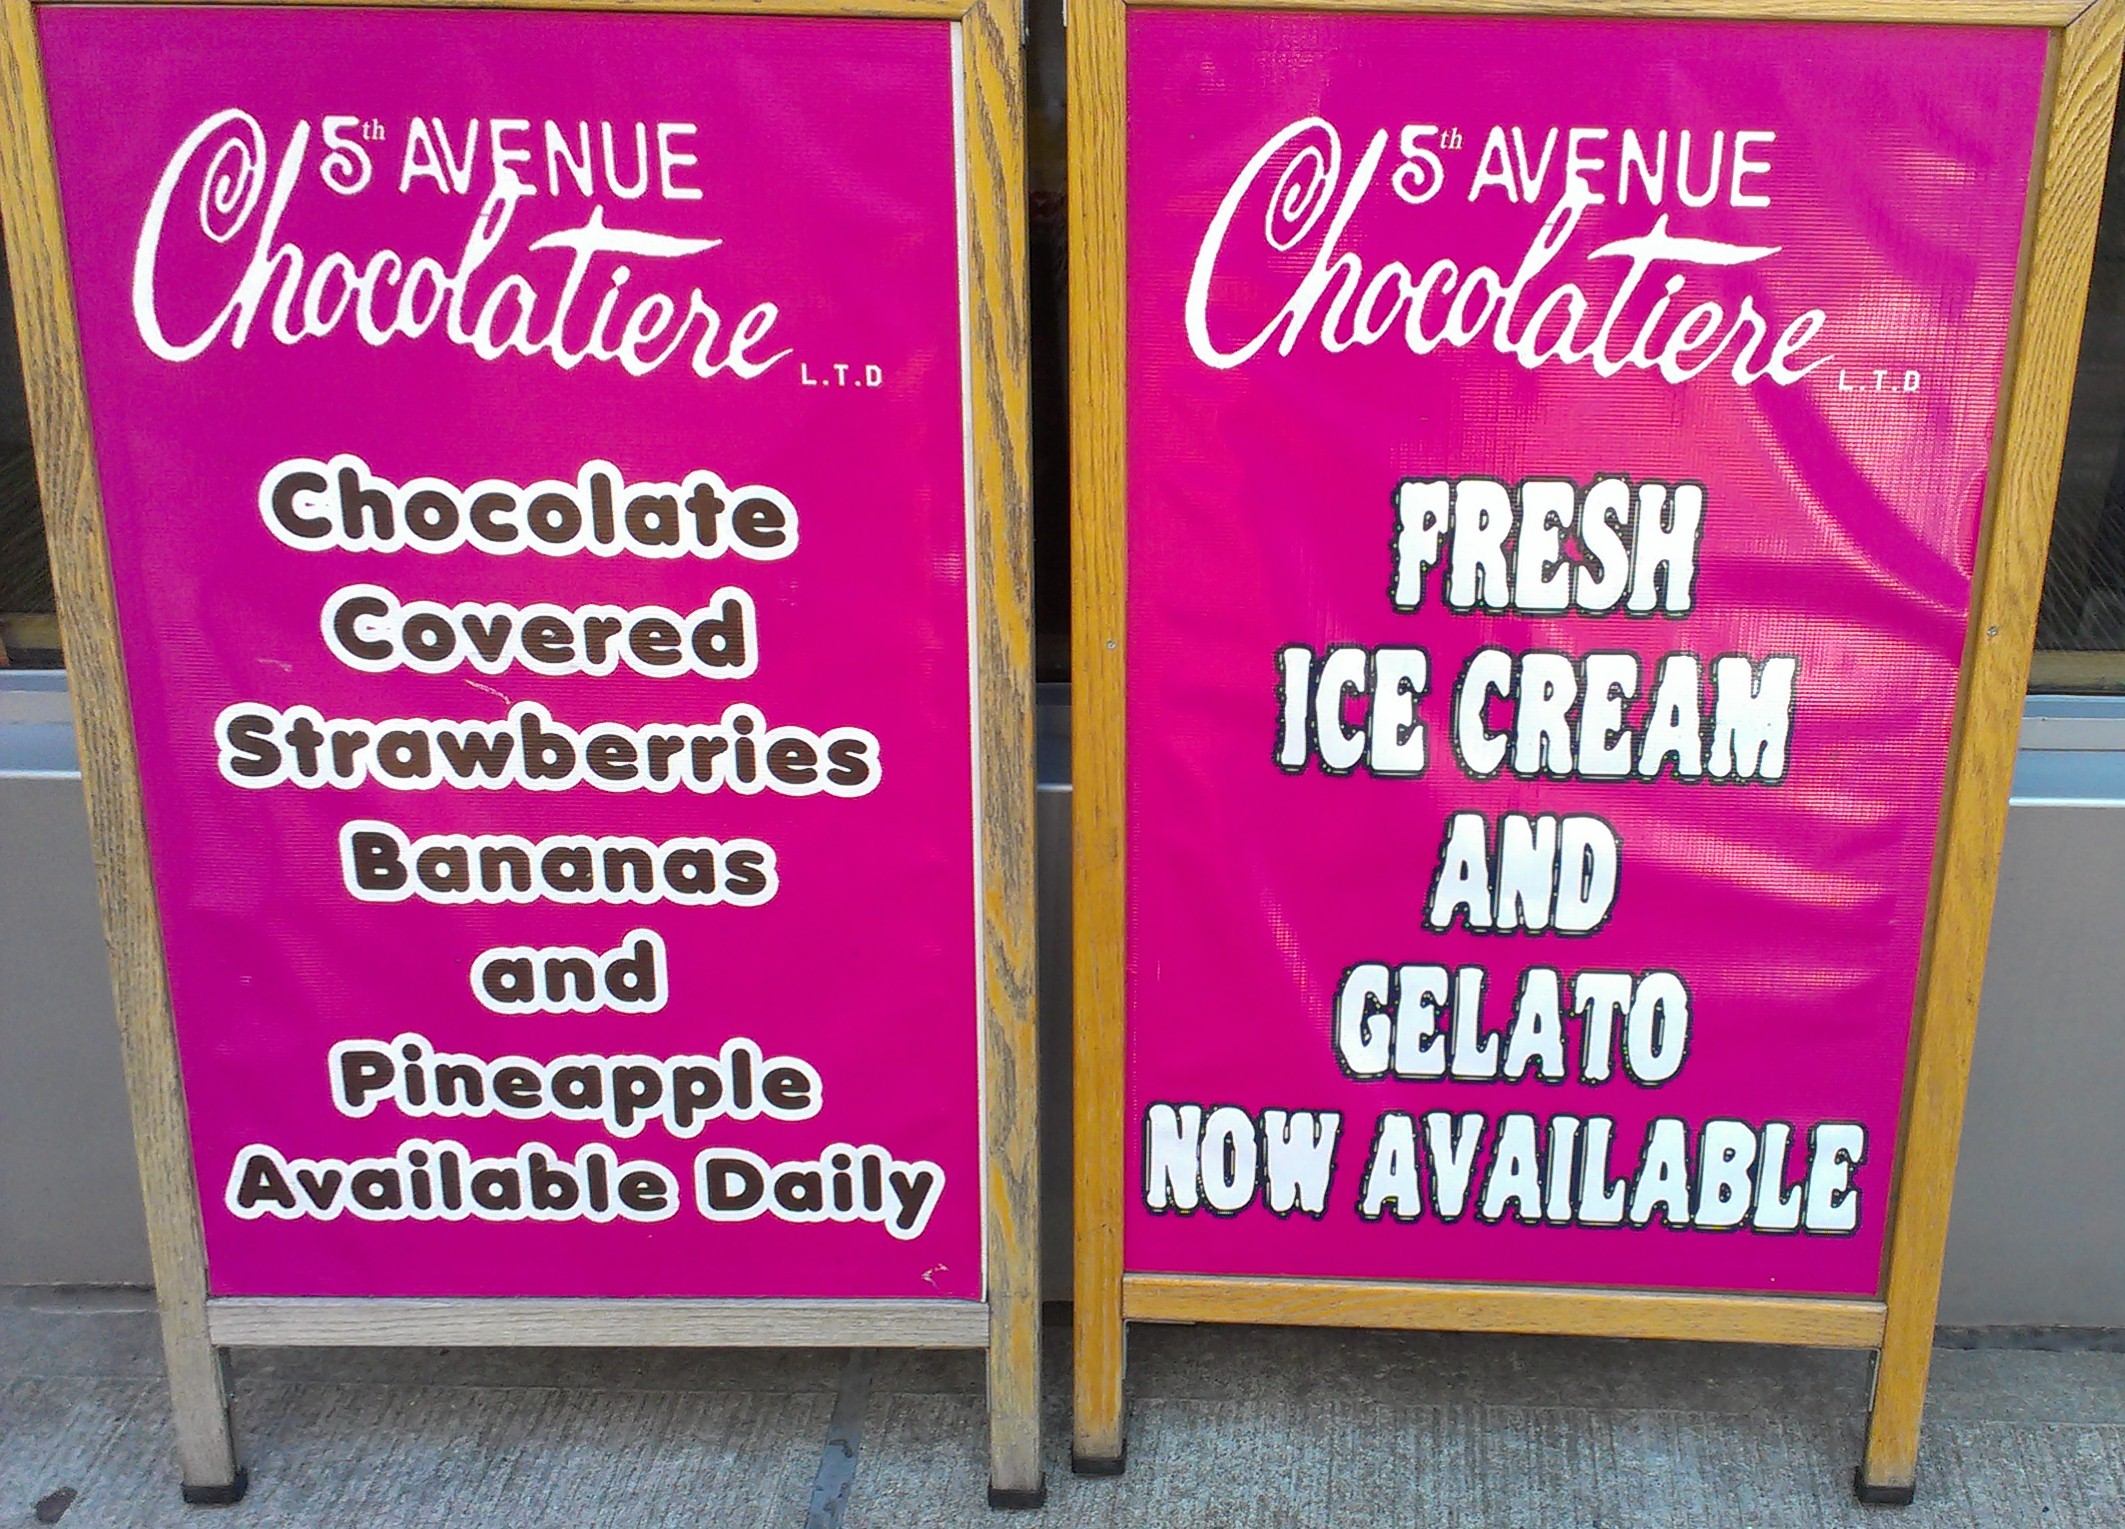 5th AVENUE
Chocolatiere
L.T.D
Chocolate
Covered
Strawberries
Bananas
and
Pineapple
Available Daily
5th AVENUE
Chocolatiere
L.T.D
FRESH
ICE CREAM
AND
GELATO
NOW AVAILABLE